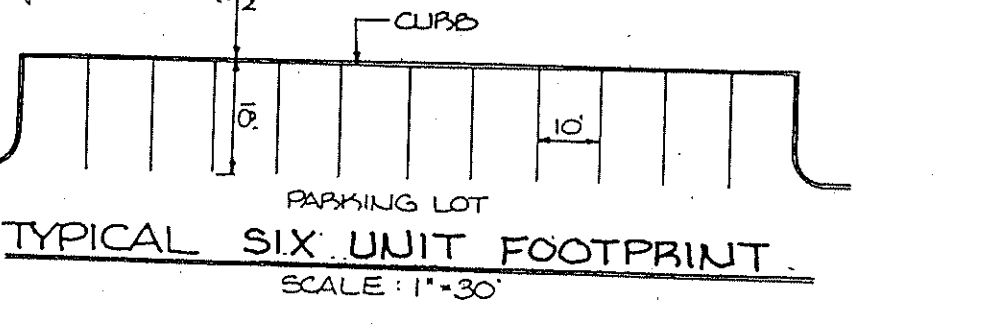 CURB
10'
PARKING LOT
TYPICAL SIX UNIT FOOTPRINT.
SCALE: 1"=30'